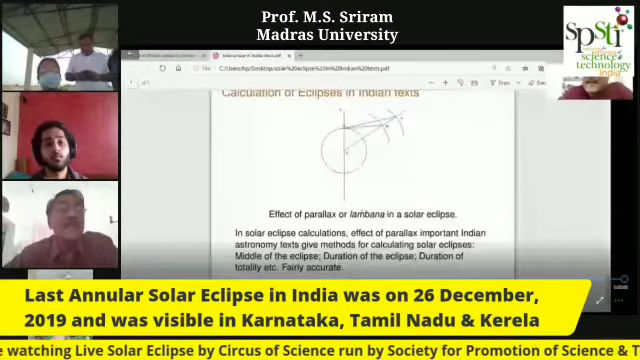 Prof. M.S. Sriram
Madras University
spsti
science
technology
India
Calculation of Eclipses in Indian texts
Effect of parallax or lambana in a solar eclipse.
In solar eclipse calculations, effect of parallax important Indian
astronomy texts give methods for calculating solar eclipses:
Middle of the eclipse; Duration of the eclipse; Duration of
totality etc. Fairly accurate.
Last Annular Solar Eclipse in India was on 26 December,
2019 and was visible in Karnataka, Tamil Nadu & Kerela
e watching Live Solar Eclipse by Circus of Science run by Society for Promotion of Science & T